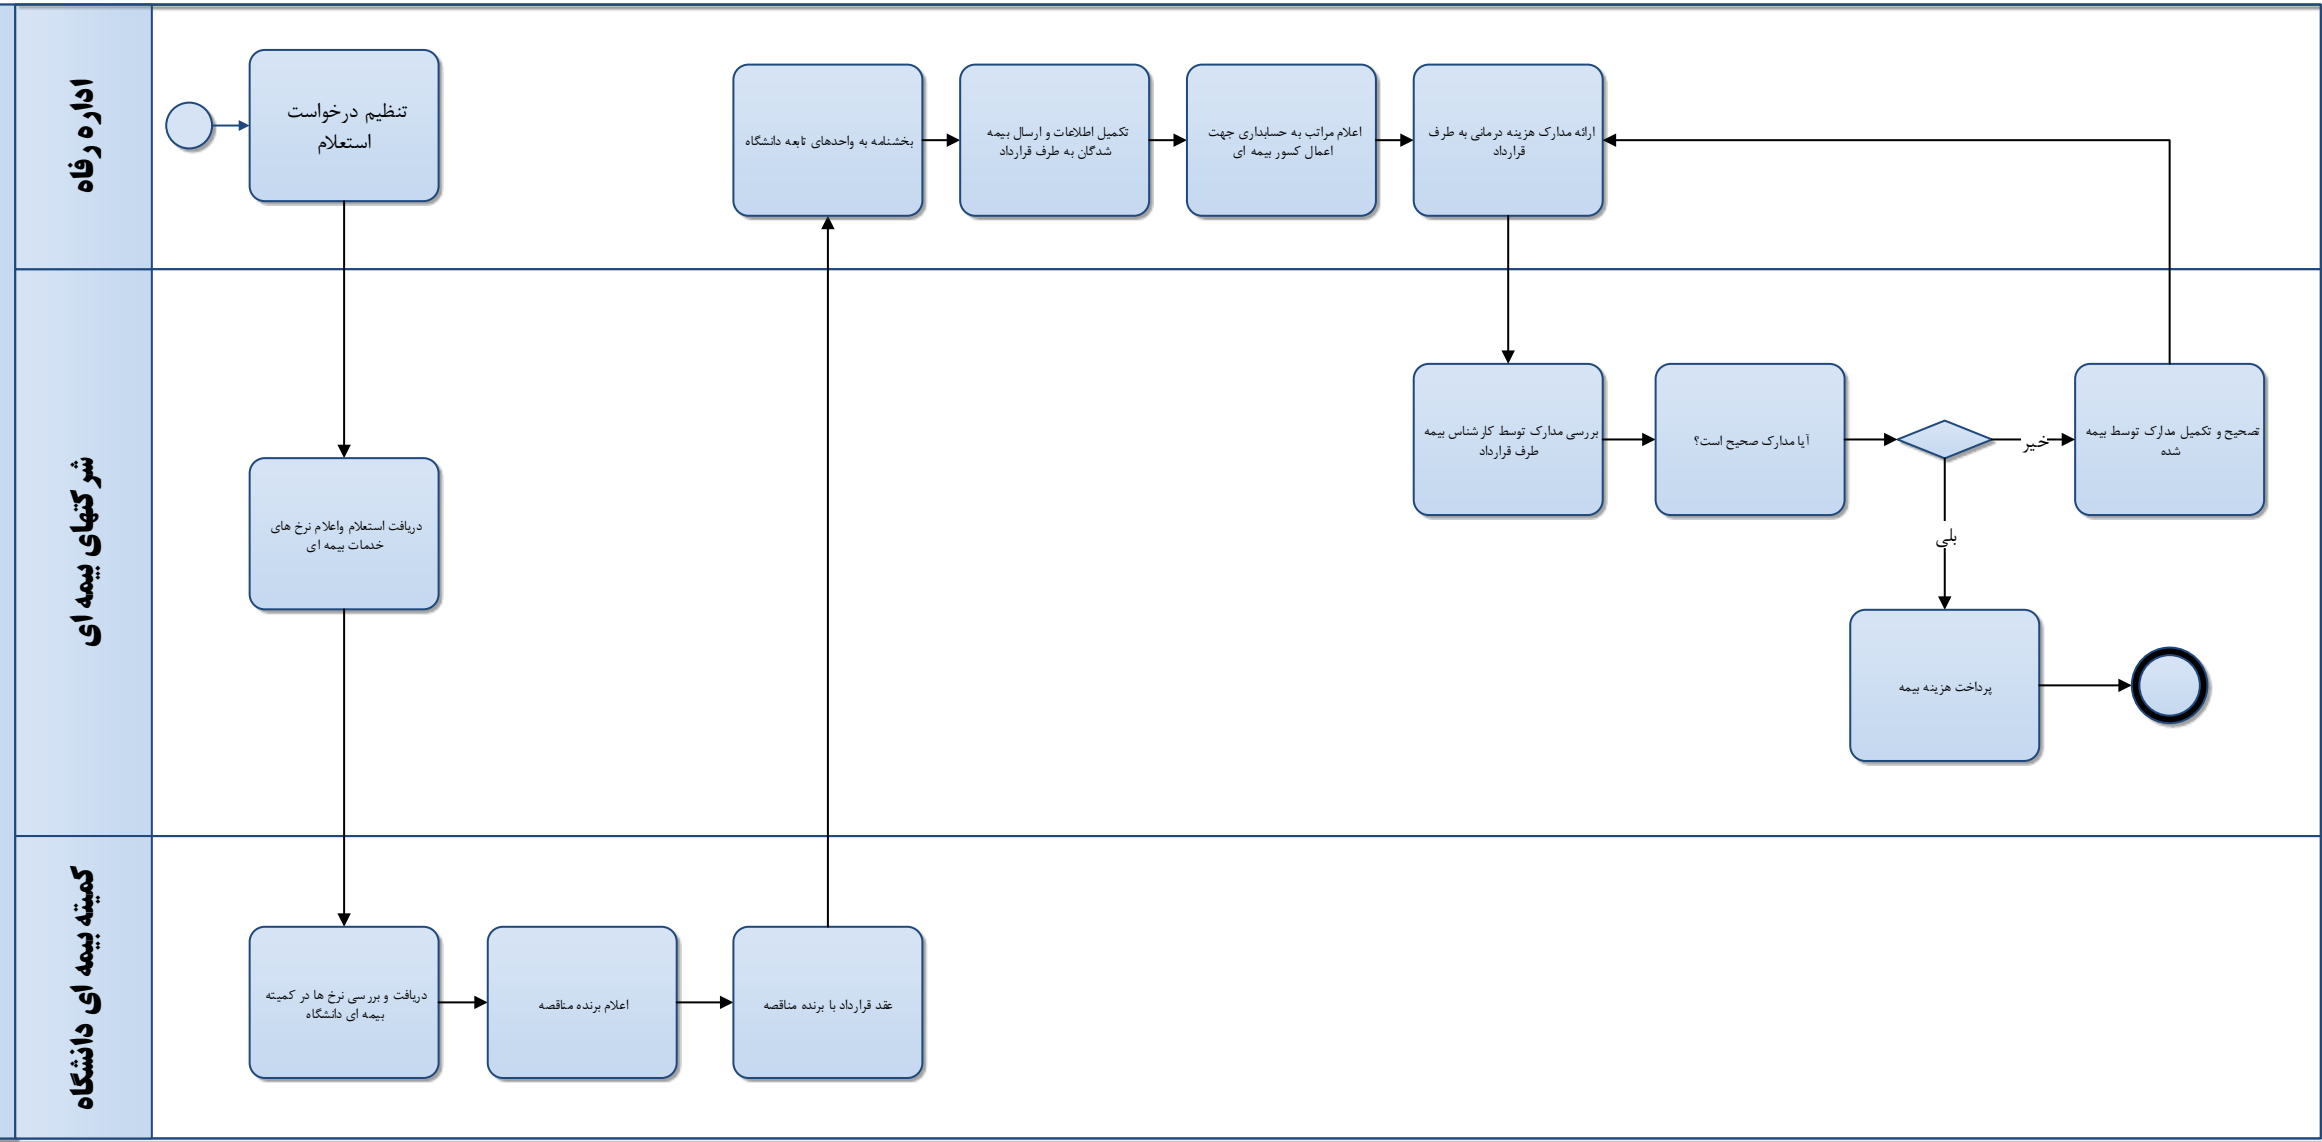 اداره رفاه
تنظیم درخواست
استعلام
بخشنامه به واحدهای تابعه دانشگاه
تکمیل اطلاعات و ارسال بیمه
شدگان به طرف قرارداد
اعلام مراتب به حسابداری جهت
اعمال کسور بیمه ای
ارائه مدارک هزینه درمانی به طرف
قرارداد
شرکتهای بیمه ای
دریافت استعلام واعلام نرخ های
خدمات بیمه ای
بررسی مدارک توسط کارشناس بیمه
طرف قرارداد
آیا مدارک صحیح است؟
خیر
تصحیح و تکمیل مدارک توسط بیمه
شده
بلی
پرداخت هزینه بیمه
کمیته بیمه ای دانشگاه
دریافت و بررسی نرخ ها در کمیته
بیمه ای دانشگاه
اعلام برنده مناقصه
عقد قرارداد با برنده مناقصه